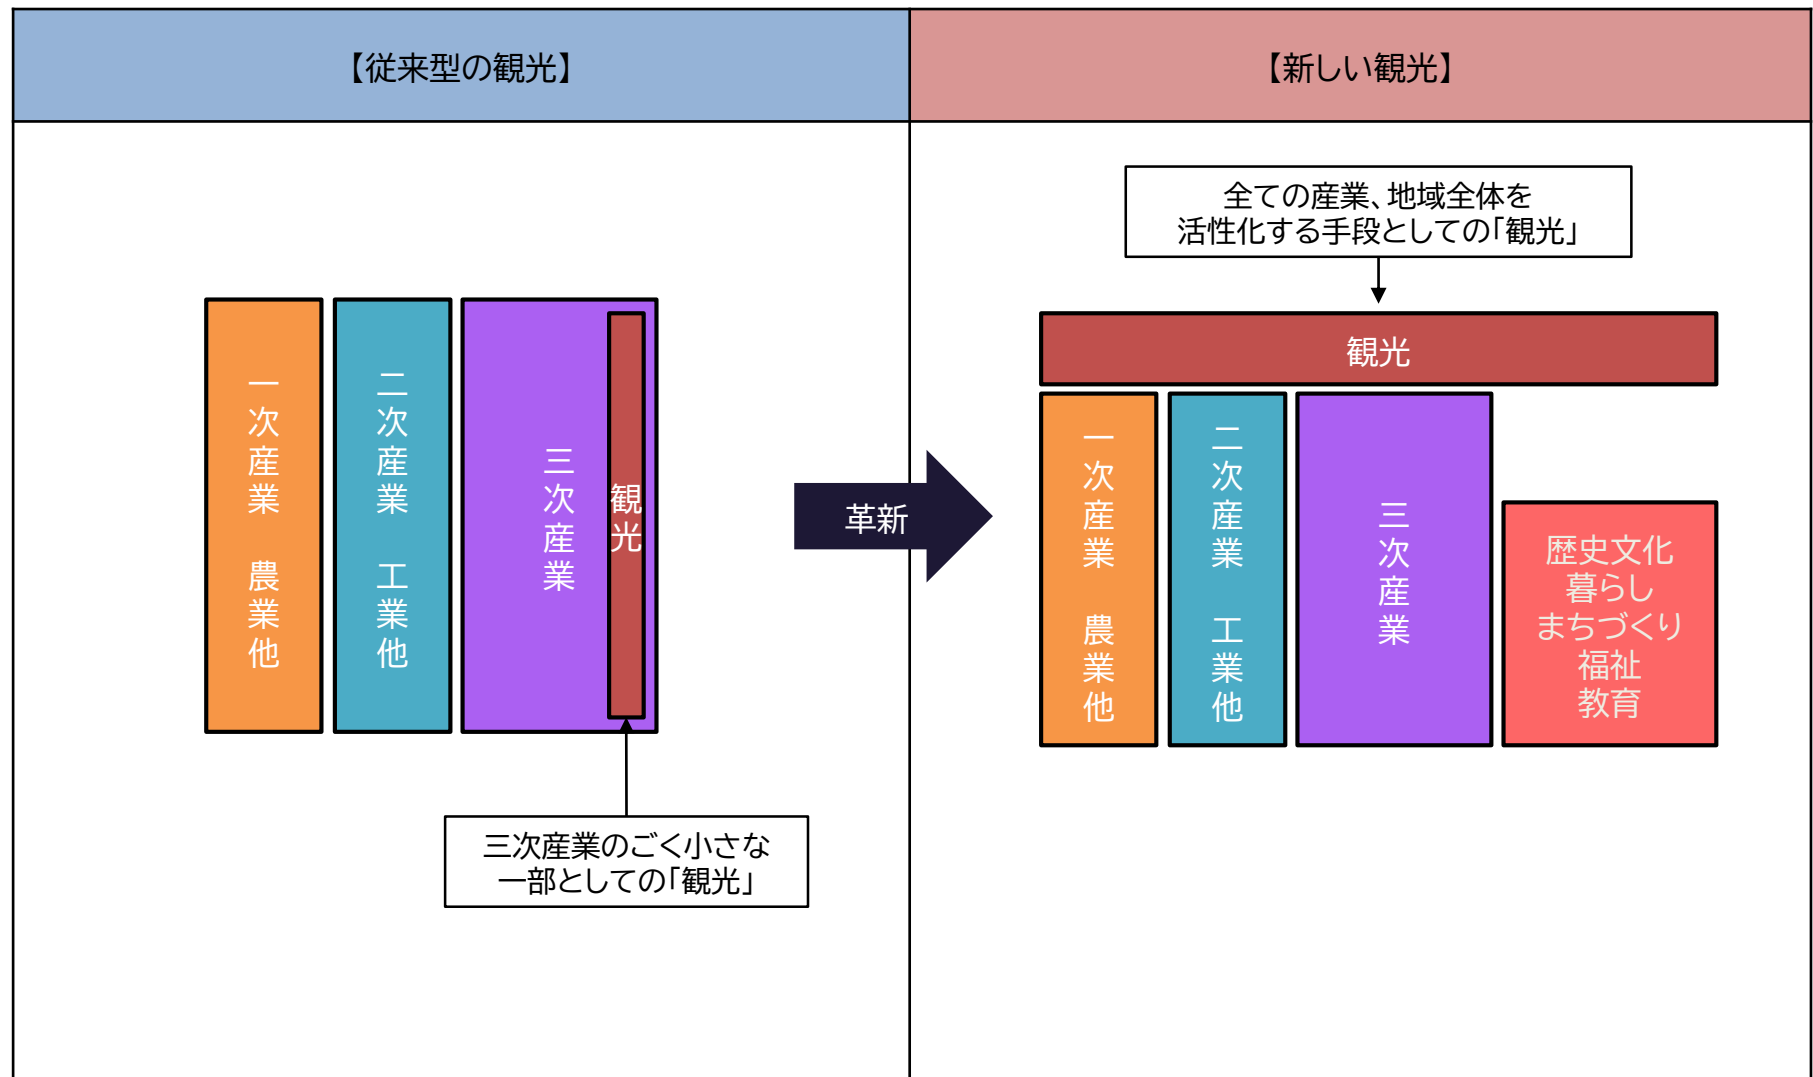 【従来型の観光】
【新しい観光】
一次産業　農業他
二次産業　工業他
三次産業
観光
三次産業のごく小さな
一部としての「観光」
革新
全ての産業、地域全体を
活性化する手段としての「観光」
観光
一次産業　農業他
二次産業　工業他
三次産業
歴史文化
暮らし
まちづくり
福祉
教育